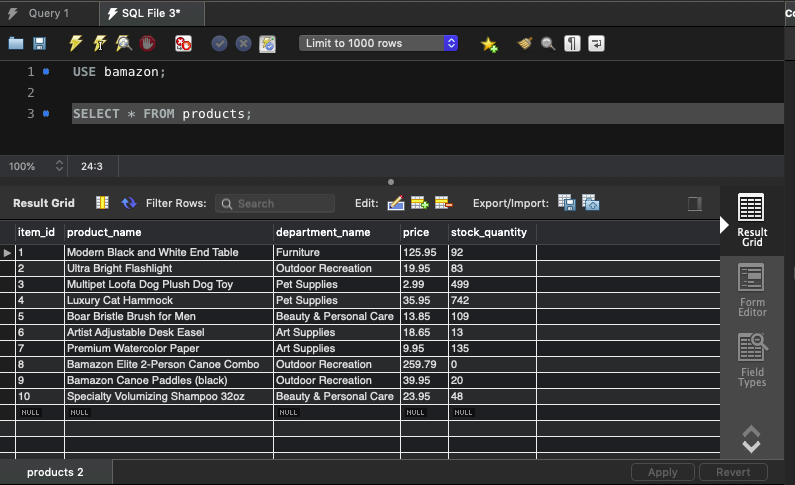 Query 1 SQL File 3* Co
Limit to 1000 rows
1 USE bamazon;
2
3 SELECT * FROM products;
100% 24:3
Result Grid Filter Rows: Search Edit: Export/Import:
item_id product_name department_name price stock_quantity
1 Modern Black and White End Table Furniture 125.95 92
2 Ultra Bright Flashlight Outdoor Recreation 19.95 83
3 Multipet Loofa Dog Plush Dog Toy Pet Supplies 2.99 499
4 Luxury Cat Hammock Pet Supplies 35.95 742
5 Boar Bristle Brush for Men Beauty & Personal Care 13.85 109
6 Artist Adjustable Desk Easel Art Supplies 18.65 13
7 Premium Watercolor Paper Art Supplies 9.95 135
8 Bamazon Elite 2-Person Canoe Combo Outdoor Recreation 259.79 0
9 Bamazon Canoe Paddles (black) Outdoor Recreation 39.95 20
10 Specialty Volumizing Shampoo 32oz Beauty & Personal Care 23.95 48
NULL NULL NULL NULL NULL
Result
Grid
Form
Editor
Field
Types
products 2 Apply Revert